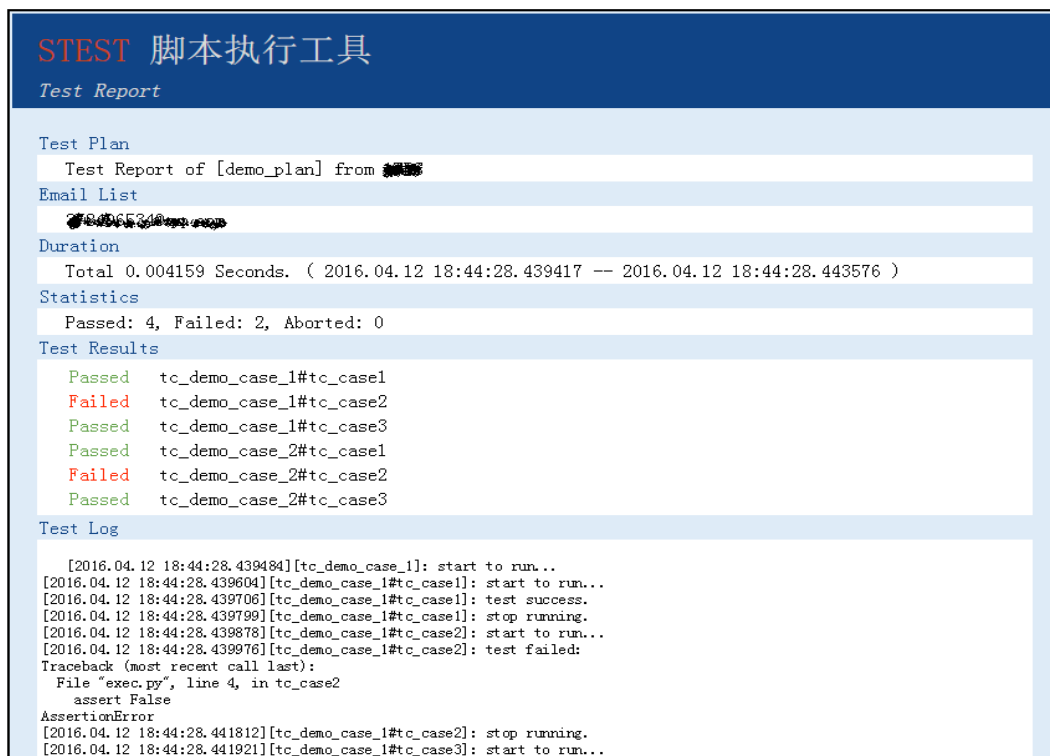 STEST 脚本执行工具
Test Report
Test Plan
Test Report of [demo_plan] from
Email List
Duration
Total 0.004159 Seconds. ( 2016.04.12 18:44:28.439417 -- 2016.04.12 18:44:28.443576 )
Statistics
Passed: 4, Failed: 2, Aborted: 0
Test Results
Passed tc_demo_case_1#tc_case1
Failed tc_demo_case_1#tc_case2
Passed tc_demo_case_1#tc_case3
Passed tc_demo_case_2#tc_case1
Failed tc_demo_case_2#tc_case2
Passed tc_demo_case_2#tc_case3
Test Log
[2016.04.12 18:44:28.439484][tc_demo_case_1]: start to run...
[2016.04.12 18:44:28.439604][tc_demo_case_1#tc_case1]: start to run...
[2016.04.12 18:44:28.439706][tc_demo_case_1#tc_case1]: test success.
[2016.04.12 18:44:28.439799][tc_demo_case_1#tc_case1]: stop running.
[2016.04.12 18:44:28.439878][tc_demo_case_1#tc_case2]: start to run...
[2016.04.12 18:44:28.439976][tc_demo_case_1#tc_case2]: test failed:
Traceback (most recent call last):
File "exec.py", line 4, in tc_case2
assert False
AssertionError
[2016.04.12 18:44:28.441812][tc_demo_case_1#tc_case2]: stop running.
[2016.04.12 18:44:28.441921][tc_demo_case_1#tc_case3]: start to run...